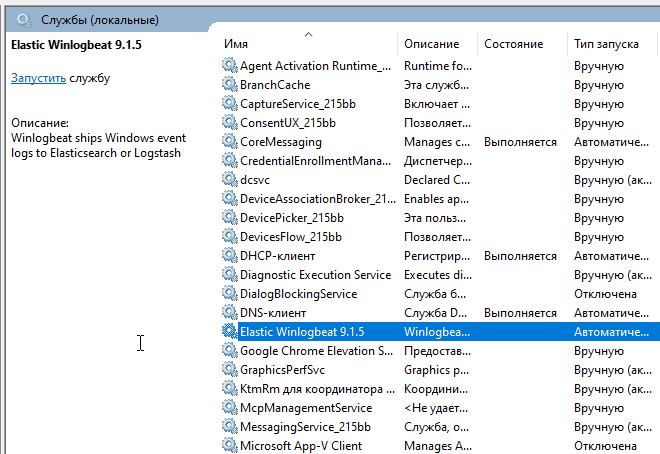 Службы (локальные)
Elastic Winlogbeat 9.1.5
Запустить службу
Описание:
Winlogbeat ships Windows event
logs to Elasticsearch or Logstash
Имя Описание Состояние Тип запуска
Agent Activation Runtime_... Runtime fo... Вручную
BranchCache Эта служб... Вручную
CaptureService_215bb Включает ... Вручную
ConsentUX_215bb Позволяет... Вручную
CoreMessaging Manages c... Выполняется Автоматиче...
CredentialEnrollmentMana... Диспетчер... Вручную
dcsvc Declared C... Вручную (ак...
DeviceAssociationBroker_21... Enables ap... Вручную
DevicePicker_215bb Эта польз... Вручную
DevicesFlow_215bb Позволяет... Вручную
DHCP-клиент Регистрир... Выполняется Автоматиче...
Diagnostic Execution Service Executes di... Вручную (ак...
DialogBlockingService Служба б... Отключена
DNS-клиент Служба D... Выполняется Автоматиче...
Elastic Winlogbeat 9.1.5 Winlogbea... Автоматиче...
Google Chrome Elevation S... Предостав... Вручную
GraphicsPerfSvc Graphics p... Вручную (ак...
KtmRm для координатора ... Координи... Вручную (ак...
McpManagementService <Не удает... Вручную
MessagingService_215bb Служба, о... Вручную (ак...
Microsoft App-V Client Manages A... Отключена